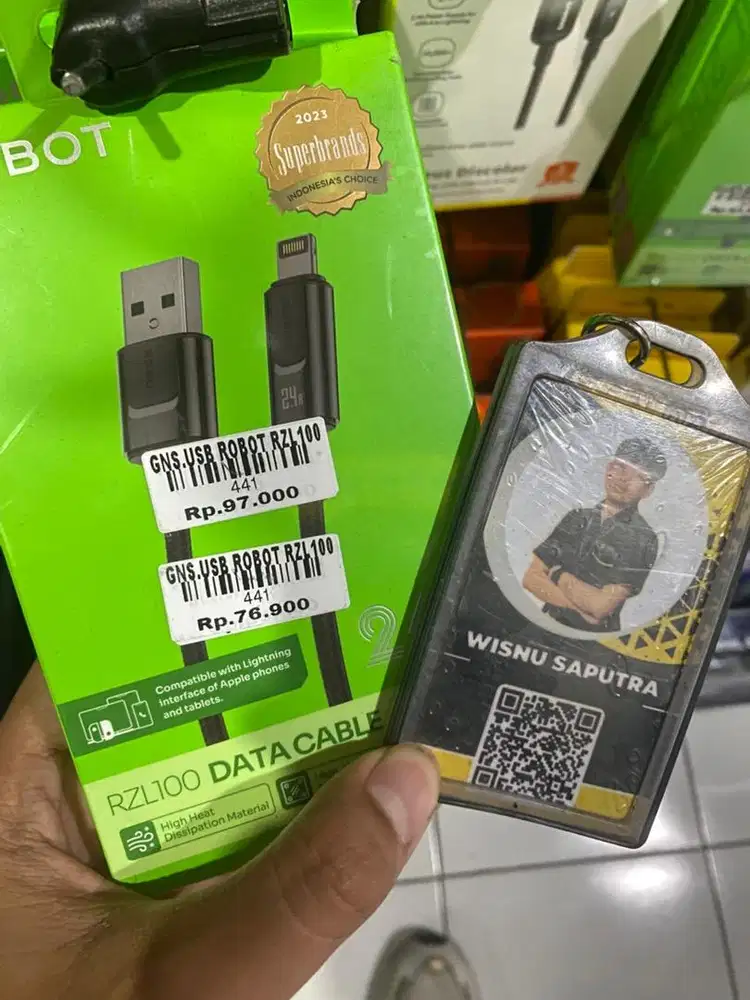 BOT
2023
Superbrands
INDONESIA'S CHOICE
2.4A
GNS.USB ROBOT RZL100
441
Rp.97.000
GNS.USB ROBOT RZL100
441
Rp.76.900
Compatible with Lightning
interface of Apple phones
and tablets.
RZL100 DATA CABLE
High Heat
Dissipation Material
WISNU SAPUTRA